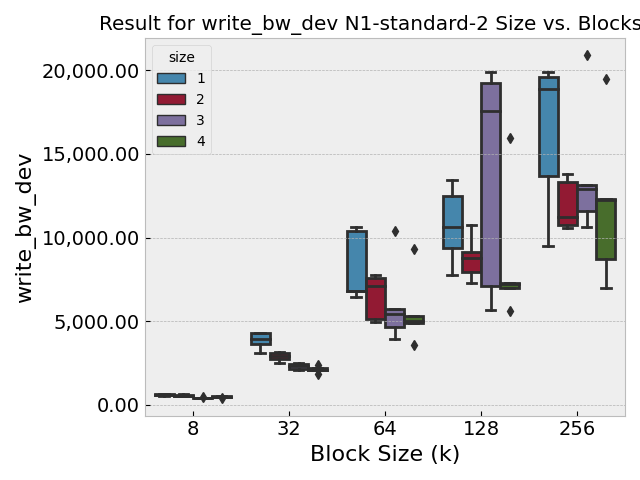 Result for write_bw_dev N1-standard-2 Size vs. Blocks
size
1
2
3
4
write_bw_dev
20,000.00
15,000.00
10,000.00
5,000.00
0.00
8 32 64 128 256
Block Size (k)